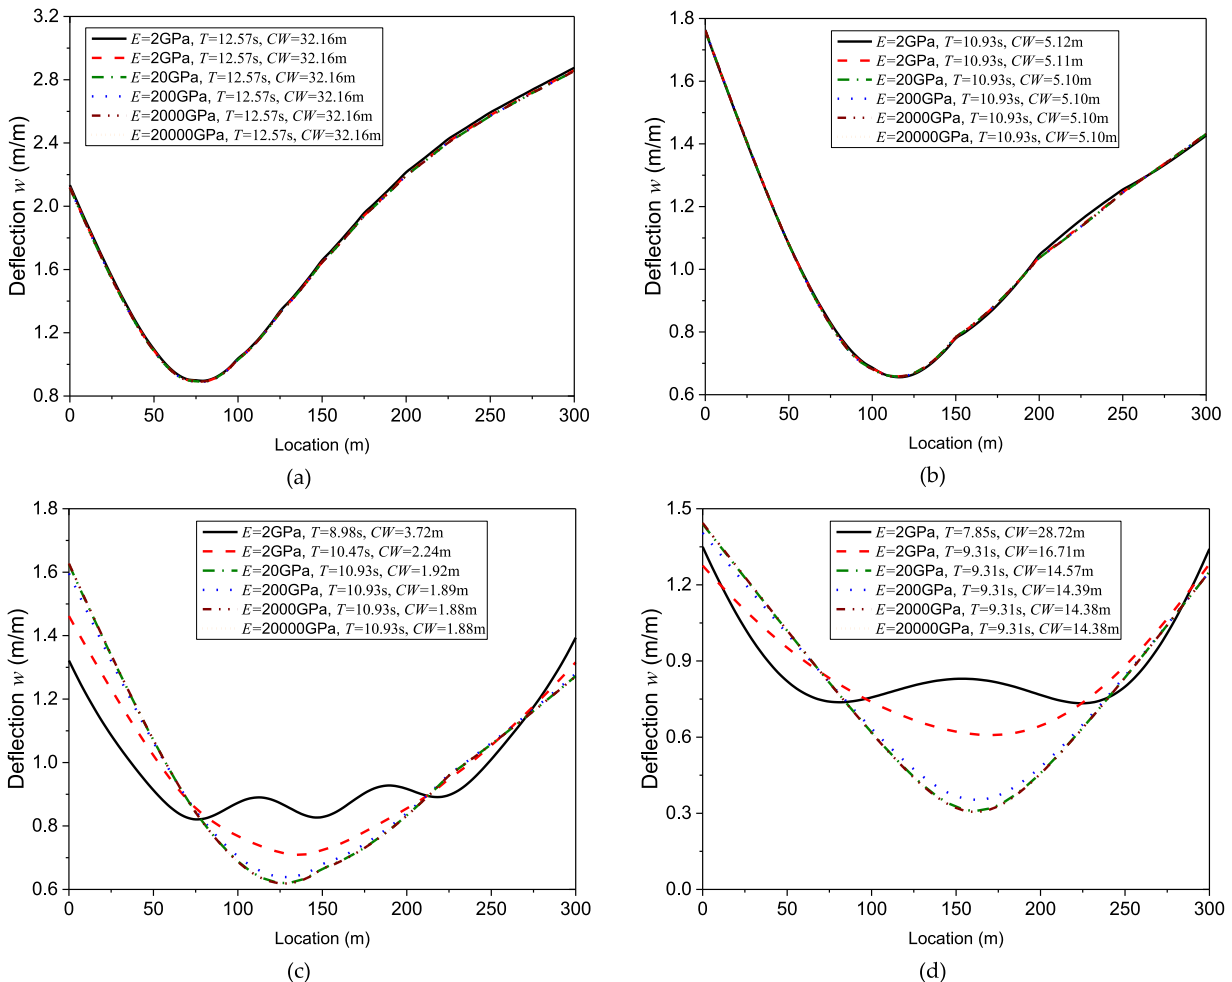 3.2
2.8
2.4
2.0
1.6
1.2
0.8
Deflection w (m/m)
E=2GPa, T=12.57s, CW=32.16m
E=2GPa, T=12.57s, CW=32.16m
E=20GPa, T=12.57s, CW=32.16m
E=200GPa, T=12.57s, CW=32.16m
E=2000GPa, T=12.57s, CW=32.16m
E=20000GPa, T=12.57s, CW=32.16m
0 50 100 150 200 250 300
Location (m)
(a)
1.8
1.6
1.4
1.2
1.0
0.8
0.6
Deflection w (m/m)
E=2GPa, T=10.93s, CW=5.12m
E=2GPa, T=10.93s, CW=5.11m
E=20GPa, T=10.93s, CW=5.10m
E=200GPa, T=10.93s, CW=5.10m
E=2000GPa, T=10.93s, CW=5.10m
E=20000GPa, T=10.93s, CW=5.10m
0 50 100 150 200 250 300
Location (m)
(b)
1.8
1.6
1.4
1.2
1.0
0.8
0.6
Deflection w (m/m)
E=2GPa, T=8.98s, CW=3.72m
E=2GPa, T=10.47s, CW=2.24m
E=20GPa, T=10.93s, CW=1.92m
E=200GPa, T=10.93s, CW=1.89m
E=2000GPa, T=10.93s, CW=1.88m
E=20000GPa, T=10.93s, CW=1.88m
0 50 100 150 200 250 300
Location (m)
(c)
1.5
1.2
0.9
0.6
0.3
0.0
Deflection w (m/m)
E=2GPa, T=7.85s, CW=28.72m
E=2GPa, T=9.31s, CW=16.71m
E=20GPa, T=9.31s, CW=14.57m
E=200GPa, T=9.31s, CW=14.39m
E=2000GPa, T=9.31s, CW=14.38m
E=20000GPa, T=9.31s, CW=14.38m
0 50 100 150 200 250 300
Location (m)
(d)